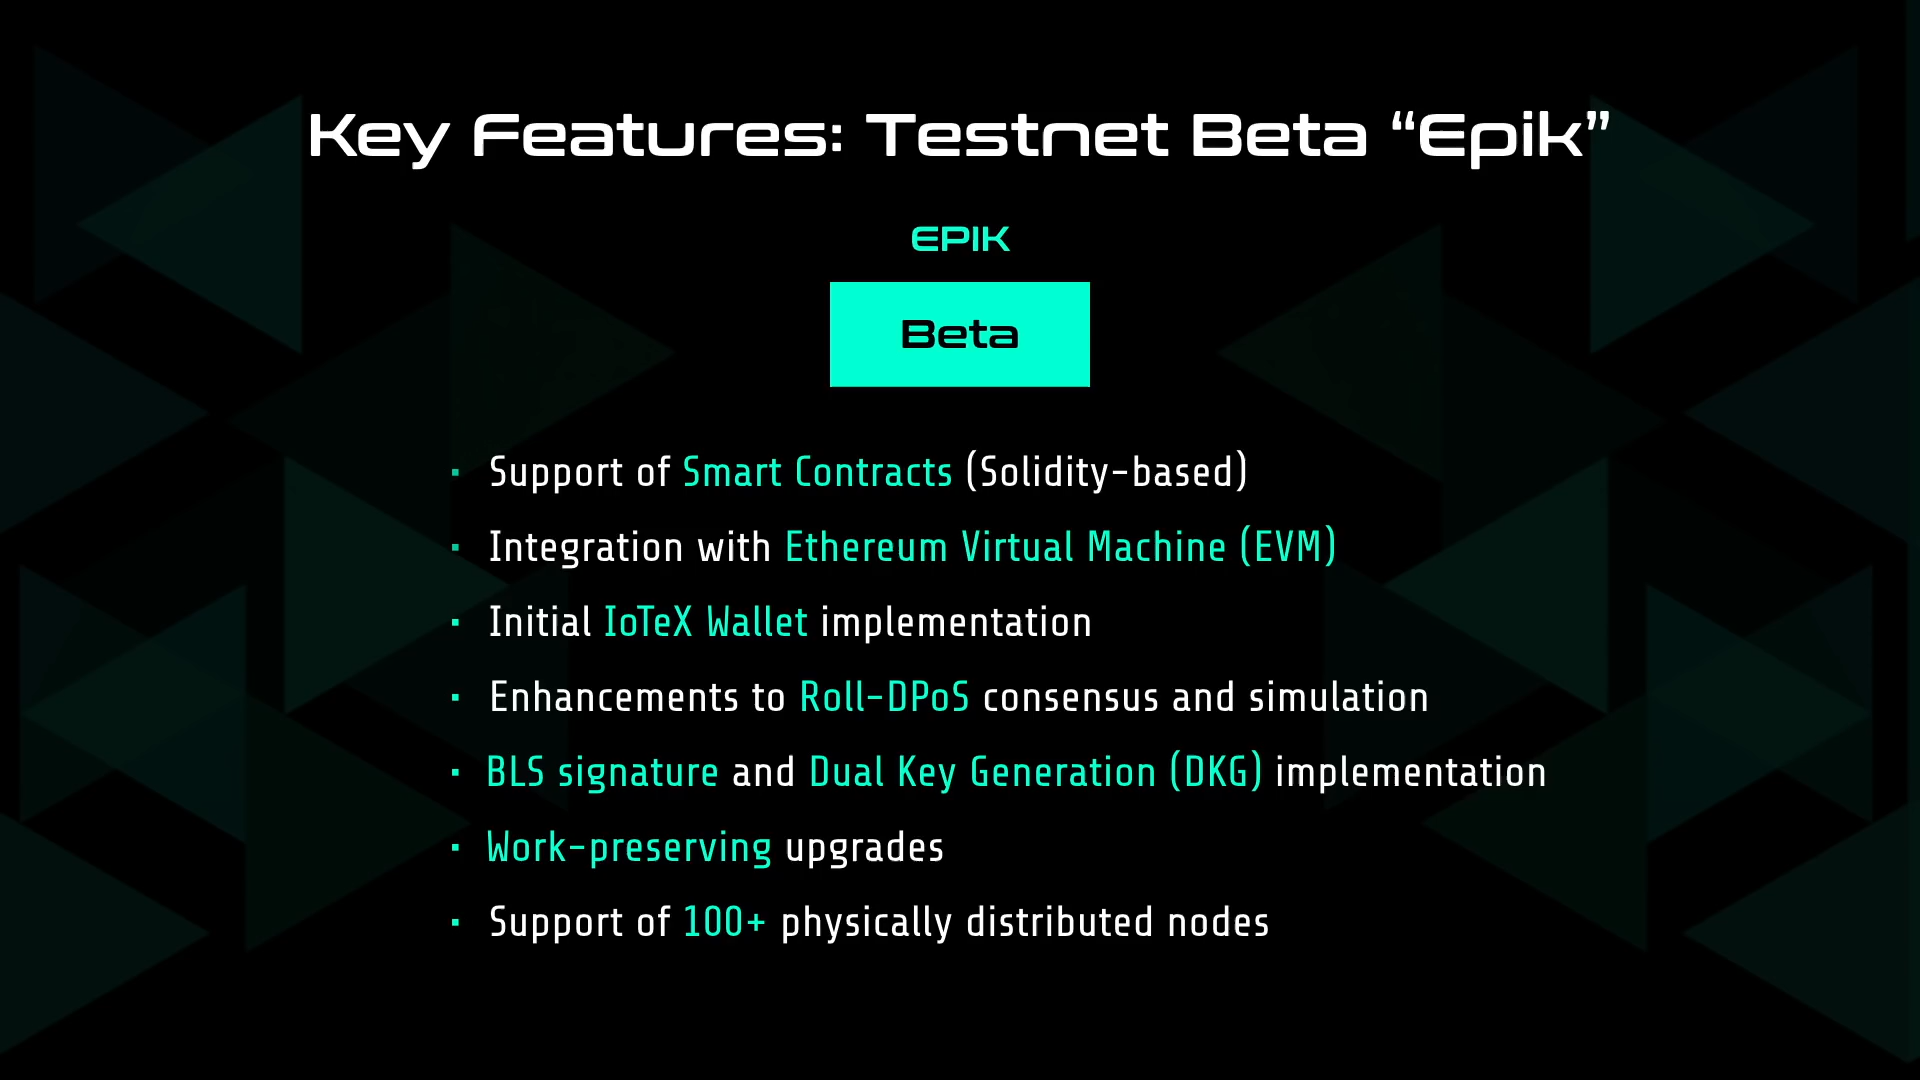 Key Features: Testnet Beta “Epik”
EPIK
Beta
▪ Support of Smart Contracts (Solidity-based)
▪ Integration with Ethereum Virtual Machine (EVM)
▪ Initial IoTeX Wallet implementation
▪ Enhancements to Roll-DPoS consensus and simulation
▪ BLS signature and Dual Key Generation (DKG) implementation
▪ Work-preserving upgrades
▪ Support of 100+ physically distributed nodes